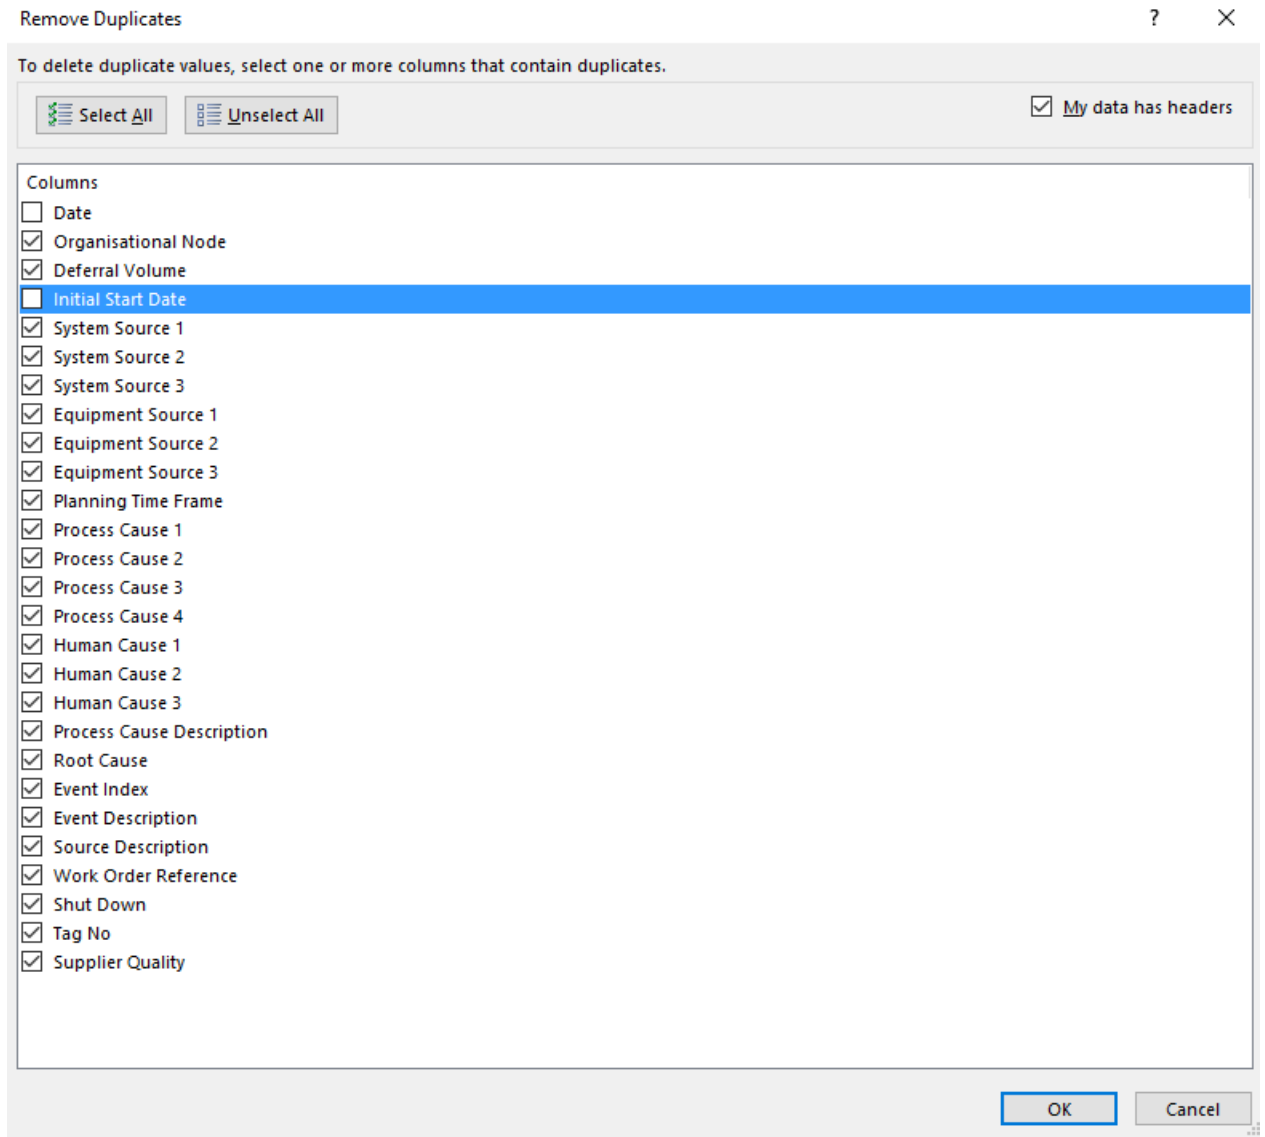 Remove Duplicates ?
To delete duplicate values, select one or more columns that contain duplicates.
Select All Unselect All My data has headers
Columns
Date
Organisational Node
Deferral Volume
Initial Start Date
System Source 1
System Source 2
System Source 3
Equipment Source 1
Equipment Source 2
Equipment Source 3
Planning Time Frame
Process Cause 1
Process Cause 2
Process Cause 3
Process Cause 4
Human Cause 1
Human Cause 2
Human Cause 3
Process Cause Description
Root Cause
Event Index
Event Description
Source Description
Work Order Reference
Shut Down
Tag No
Supplier Quality
OK Cancel